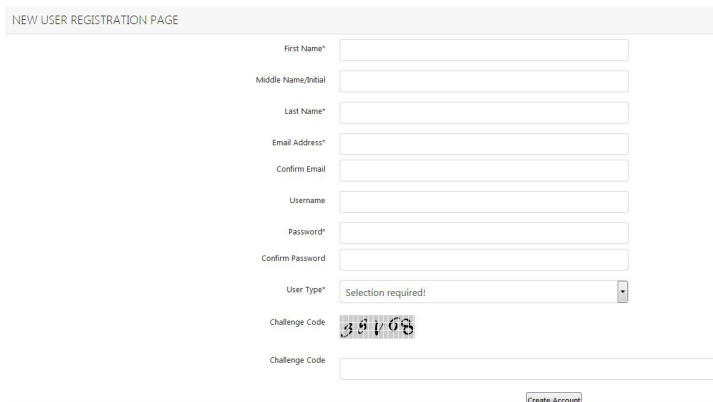 NEW USER REGISTRATION PAGE
First Name*
Middle Name/Initial
Last Name*
Email Address*
Confirm Email
Username
Password*
Confirm Password
User Type*
Selection required!
Challenge Code
Challenge Code
Create Account